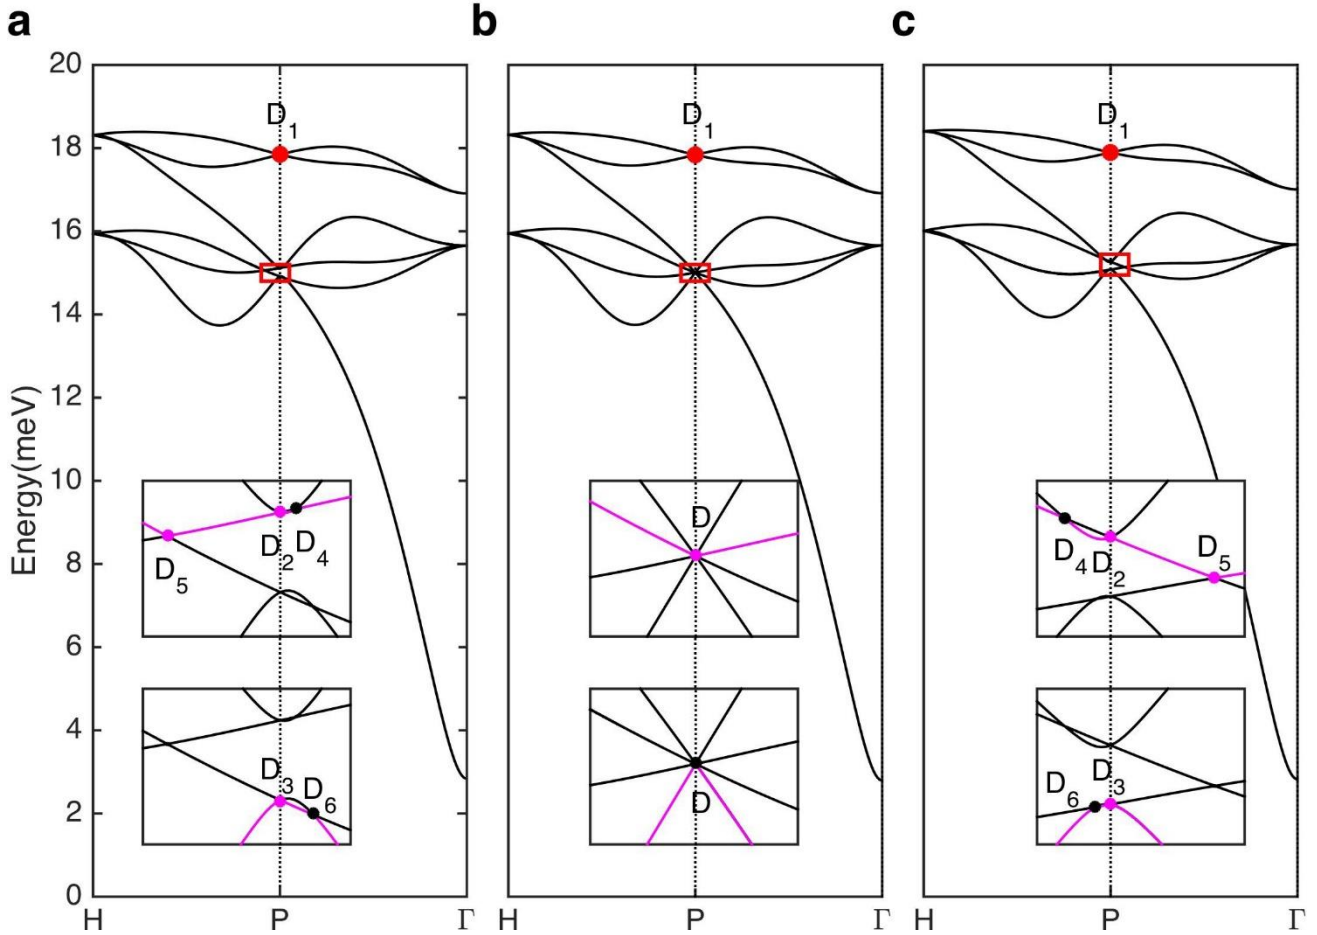 a b c
Energy(meV)
20
18
16
14
12
10
8
6
4
2
0
D1
D5 D2 D4
D3 D6
H P Γ
D1
D
D
H P Γ
D1
D4 D2 D5
D6 D3
H P Γ